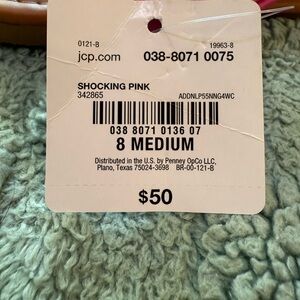 0121-8 19963-8
jcp.com 038-8071 0075
SHOCKING PINK
342865 ADDNLP55NNG4WC
038 8071 0136 07
8 MEDIUM
Distributed in the U.S. by Penney OpCo LLC,
Plano, Texas 75024-3698 BR-00-121-8
$50